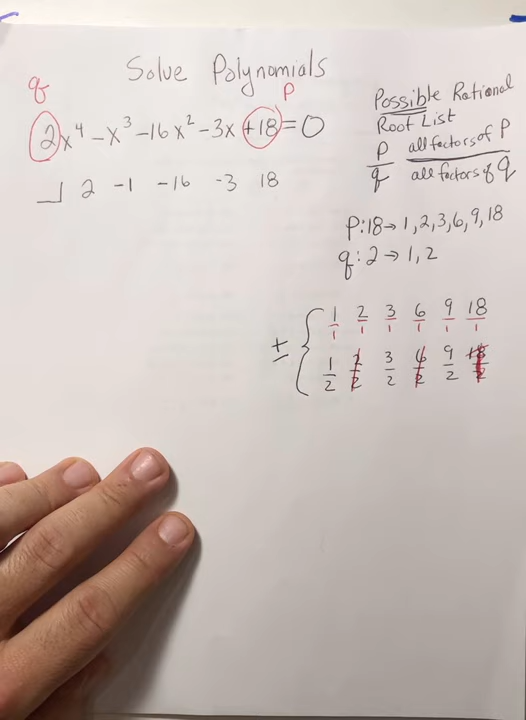 Solve Polynomials
q
p
2x⁴ - x³ - 16x² - 3x + 18 = 0
2 -1 -16 -3 18
Possible Rational
Root List
P/q all factors of P / all factors of q
P: 18 → 1, 2, 3, 6, 9, 18
q: 2 → 1, 2
± { 1/1 2/1 3/1 6/1 9/1 18/1
1/2 2/2 3/2 6/2 9/2 18/2